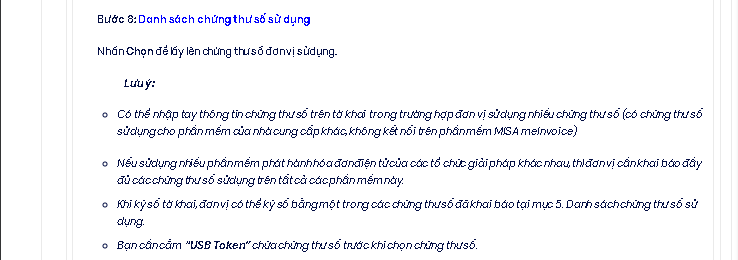 Bước 8: Danh sách chứng thư số sử dụng
Nhấn Chọn để lấy lên chứng thư số đơn vị sử dụng.
Lưu ý:
Có thể nhập tay thông tin chứng thư số trên tờ khai trong trường hợp đơn vị sử dụng nhiều chứng thư số (có chứng thư số
sử dụng cho phần mềm của nhà cung cấp khác, không kết nối trên phần mềm MISA meInvoice)
Nếu sử dụng nhiều phần mềm phát hành hóa đơn điện tử của các tổ chức giải pháp khác nhau, thì đơn vị cần khai báo đầy
đủ các chứng thư số sử dụng trên tất cả các phần mềm này.
Khi ký số tờ khai, đơn vị có thể ký số bằng một trong các chứng thư số đã khai báo tại mục 5. Danh sách chứng thư số sử
dụng.
Bạn cần cắm “USB Token” chứa chứng thư số trước khi chọn chứng thư số.